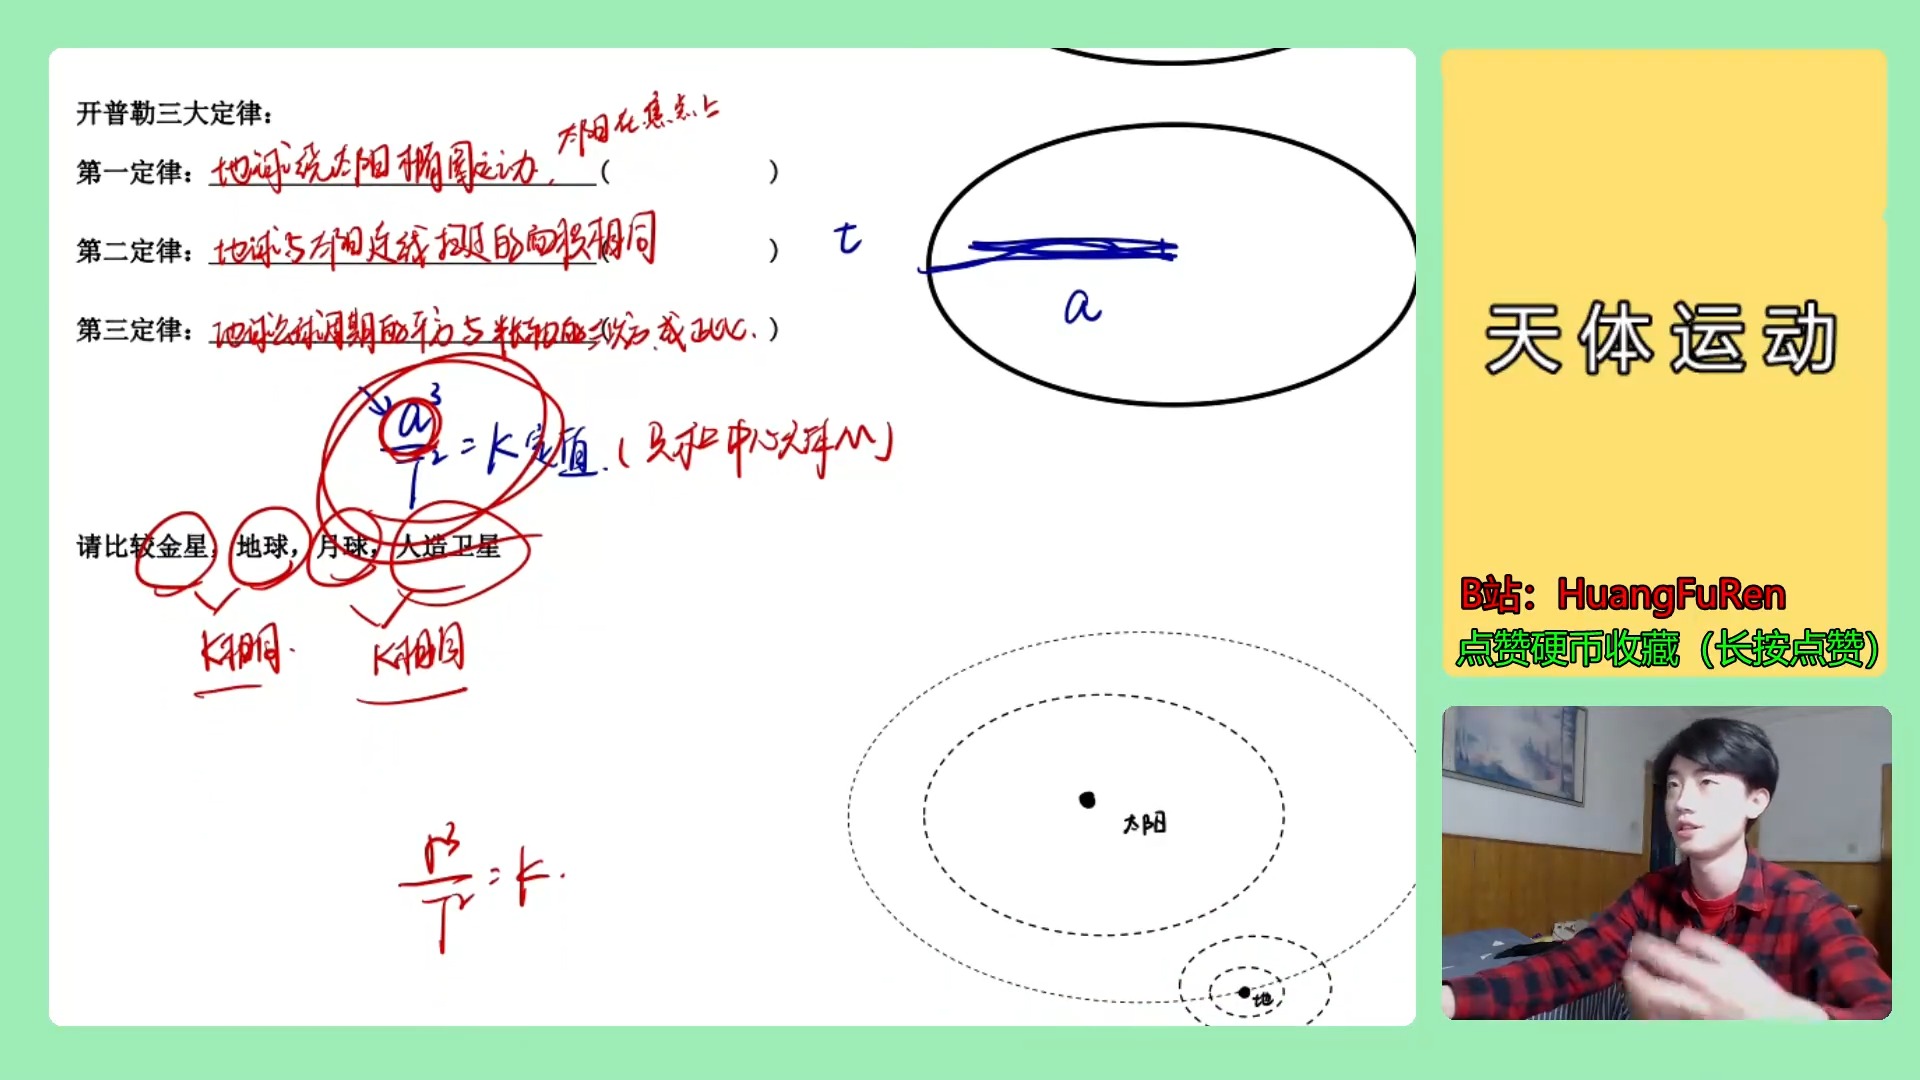 开普勒三大定律：
太阳在焦点上
第一定律：地球绕太阳椭圆运动.（ ）
第二定律：地球与太阳连线扫过的面积相同（ ）
第三定律：地球公转周期的平方与半长轴的三次方成正比.）
t
a
a³/T²=K定值.（只和中心天体M）
请比较金星，地球，月球，人造卫星
K相同. K相同
r³/T²=K.
太阳
地
天体运动
B站：HuangFuRen
点赞硬币收藏（长按点赞）